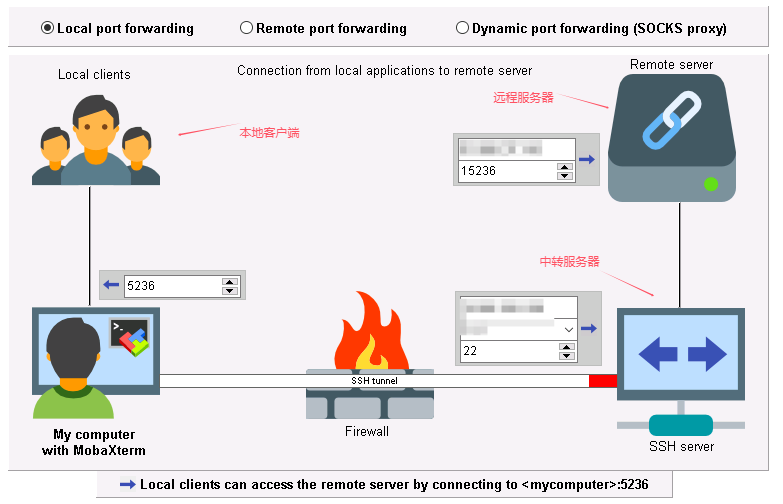 Local port forwarding
Remote port forwarding
Dynamic port forwarding (SOCKS proxy)
Local clients
Connection from local applications to remote server
Remote server
远程服务器
本地客户端
15236
中转服务器
5236
>_
22
SSH tunnel
Firewall
My computer
with MobaXterm
SSH server
Local clients can access the remote server by connecting to <mycomputer>:5236